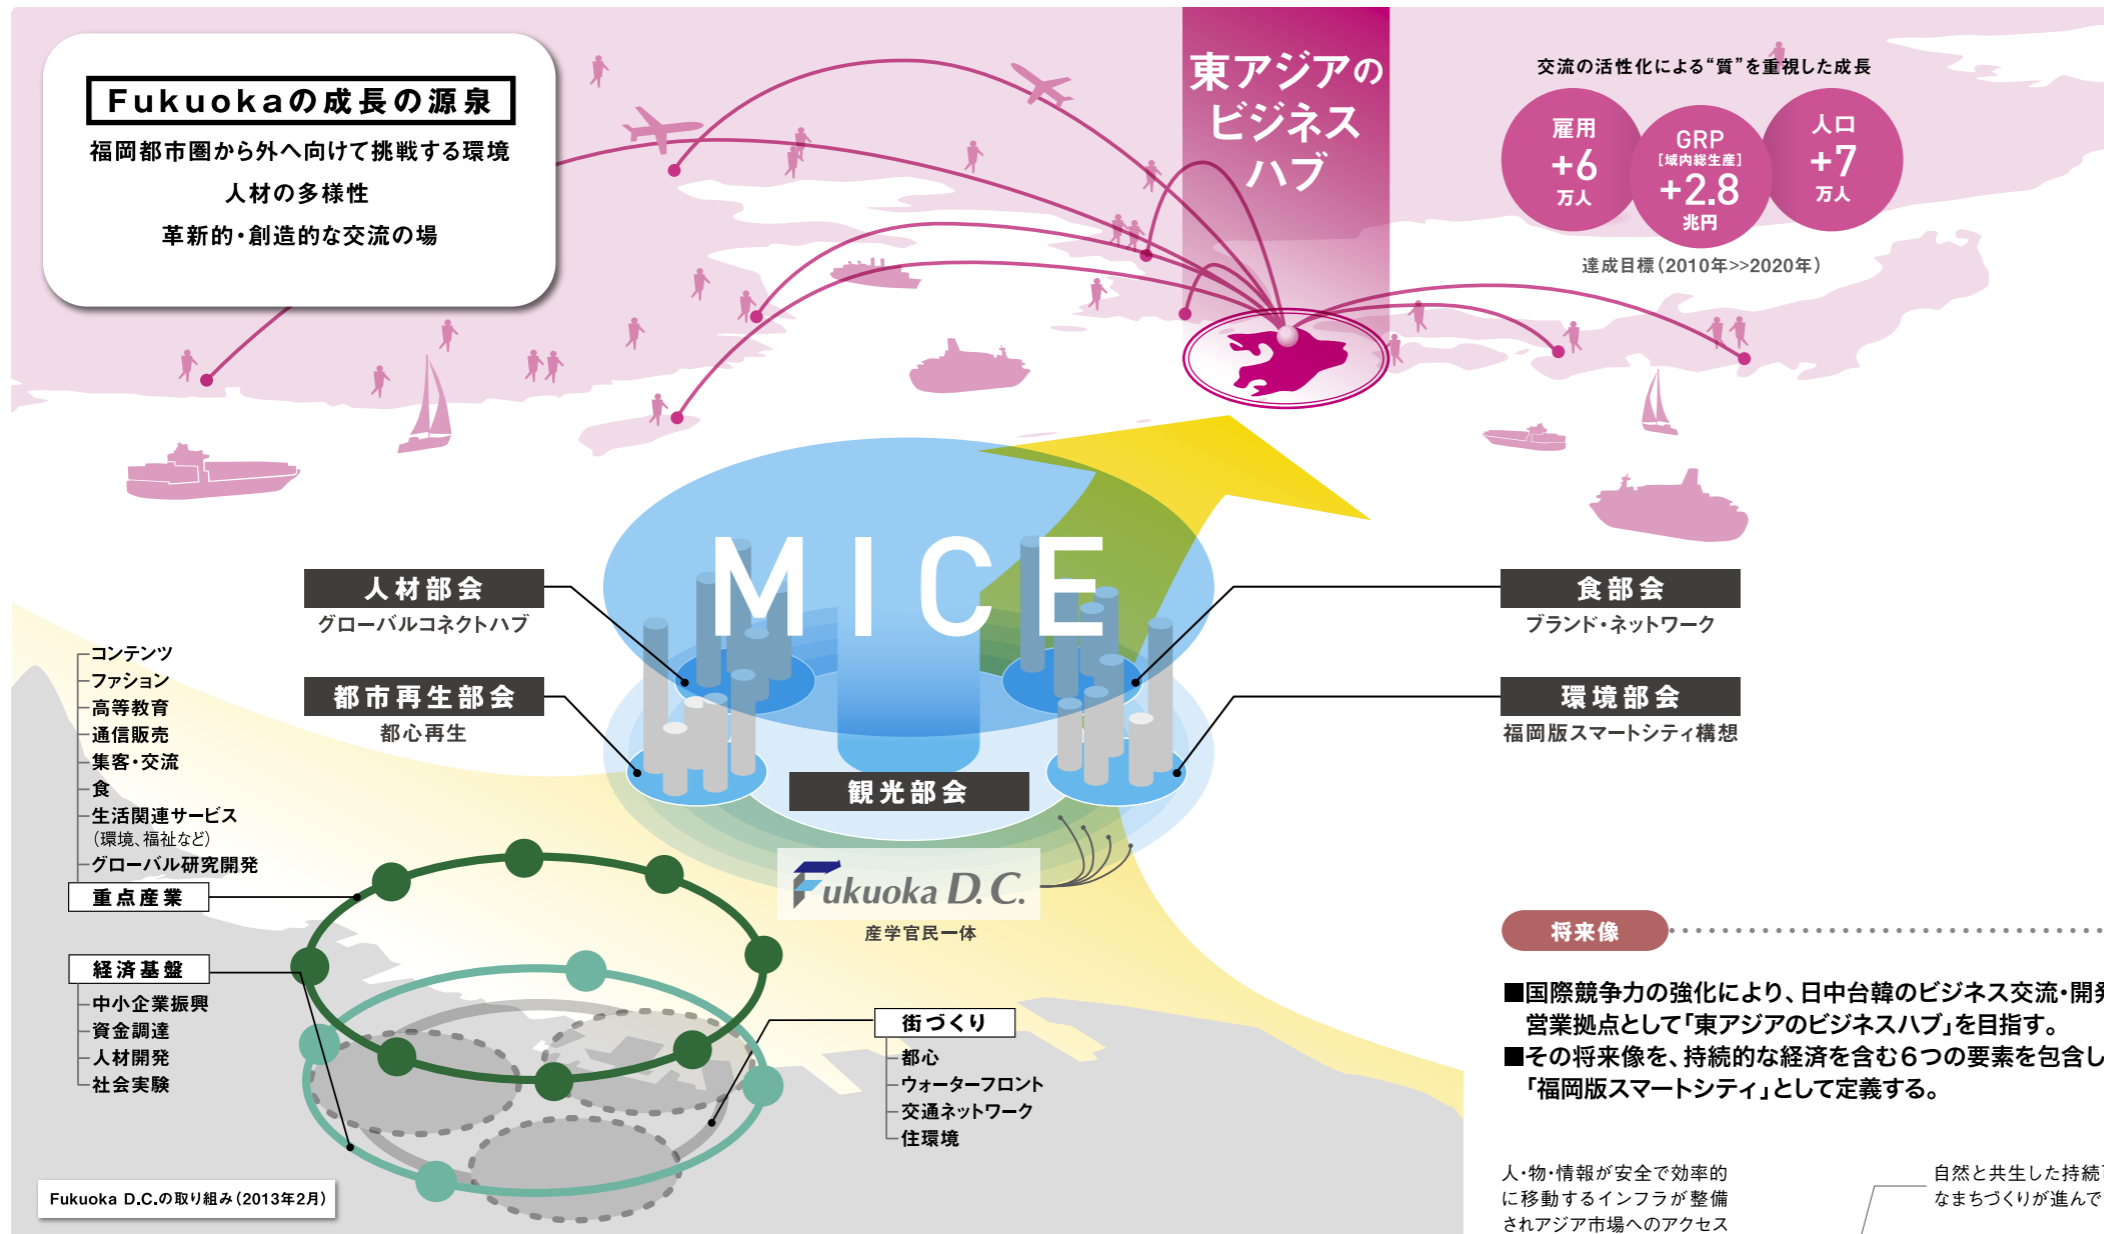 Fukuokaの成長の源泉
福岡都市圏から外へ向けて挑戦する環境
人材の多様性
革新的・創造的な交流の場
東アジアの
ビジネス
ハブ
交流の活性化による“質”を重視した成長
雇用
+6
万人
GRP
[域内総生産]
+2.8
兆円
人口
+7
万人
達成目標(2010年>>2020年)
MICE
人材部会
グローバルコネクトハブ
都市再生部会
都心再生
食部会
ブランド・ネットワーク
環境部会
福岡版スマートシティ構想
観光部会
Fukuoka D.C.
産学官民一体
コンテンツ
ファション
高等教育
通信販売
集客・交流
食
生活関連サービス
(環境、福祉など)
グローバル研究開発
重点産業
経済基盤
中小企業振興
資金調達
人材開発
社会実験
街づくり
都心
ウォーターフロント
交通ネットワーク
住環境
Fukuoka D.C.の取り組み(2013年2月)
将来像
■国際競争力の強化により、日中台韓のビジネス交流・開発
営業拠点として「東アジアのビジネスハブ」を目指す。
■その将来像を、持続的な経済を含む6つの要素を包含し
「福岡版スマートシティ」として定義する。
人・物・情報が安全で効率的
に移動するインフラが整備
されアジア市場へのアクセス
自然と共生した持続
なまちづくりが進んで